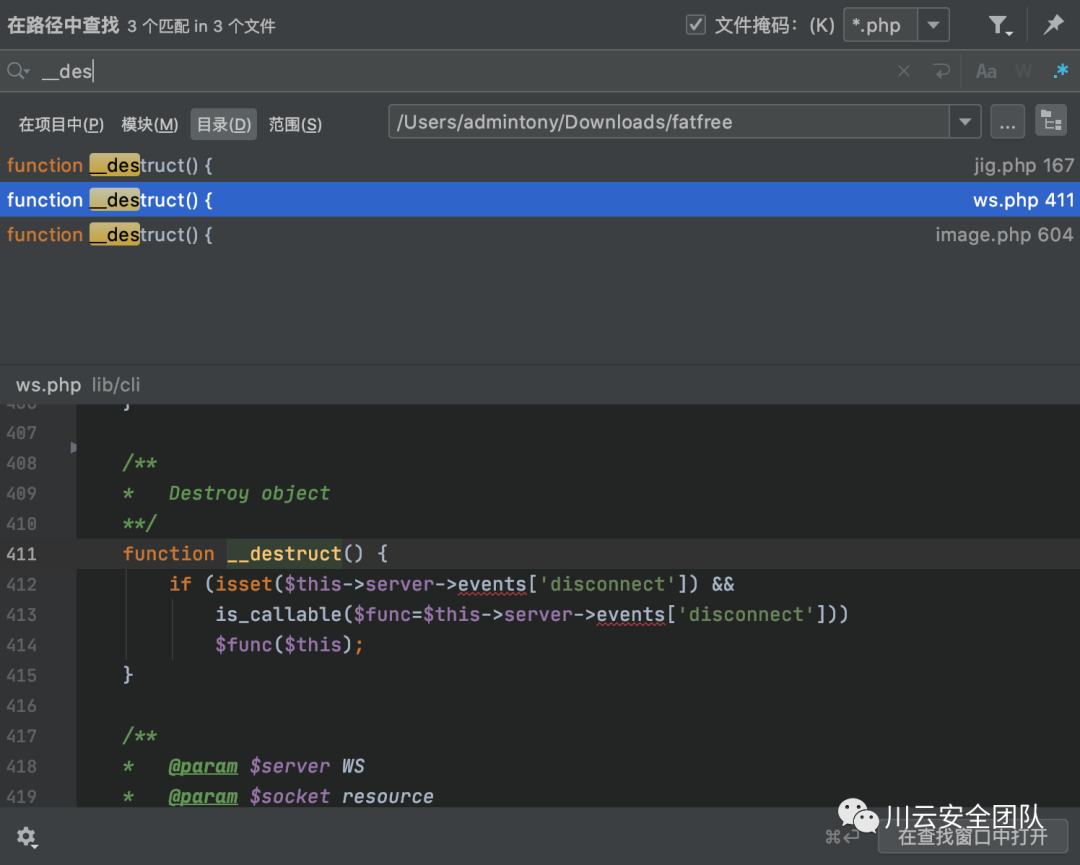 在路径中查找 3 个匹配 in 3 个文件 文件掩码：(K) *.php
__des Aa W .*
在项目中(P) 模块(M) 目录(D) 范围(S) /Users/admintony/Downloads/fatfree ...
function __destruct() { jig.php 167
function __destruct() { ws.php 411
function __destruct() { image.php 604
ws.php lib/cli
406 }
407
408 /**
409 * Destroy object
410 **/
411 function __destruct() {
412 if (isset($this->server->events['disconnect']) &&
413 is_callable($func=$this->server->events['disconnect']))
414 $func($this);
415 }
416
417 /**
418 * @param $server WS
419 * @param $socket resource
川云安全团队
⌘↩ 在查找窗口中打开